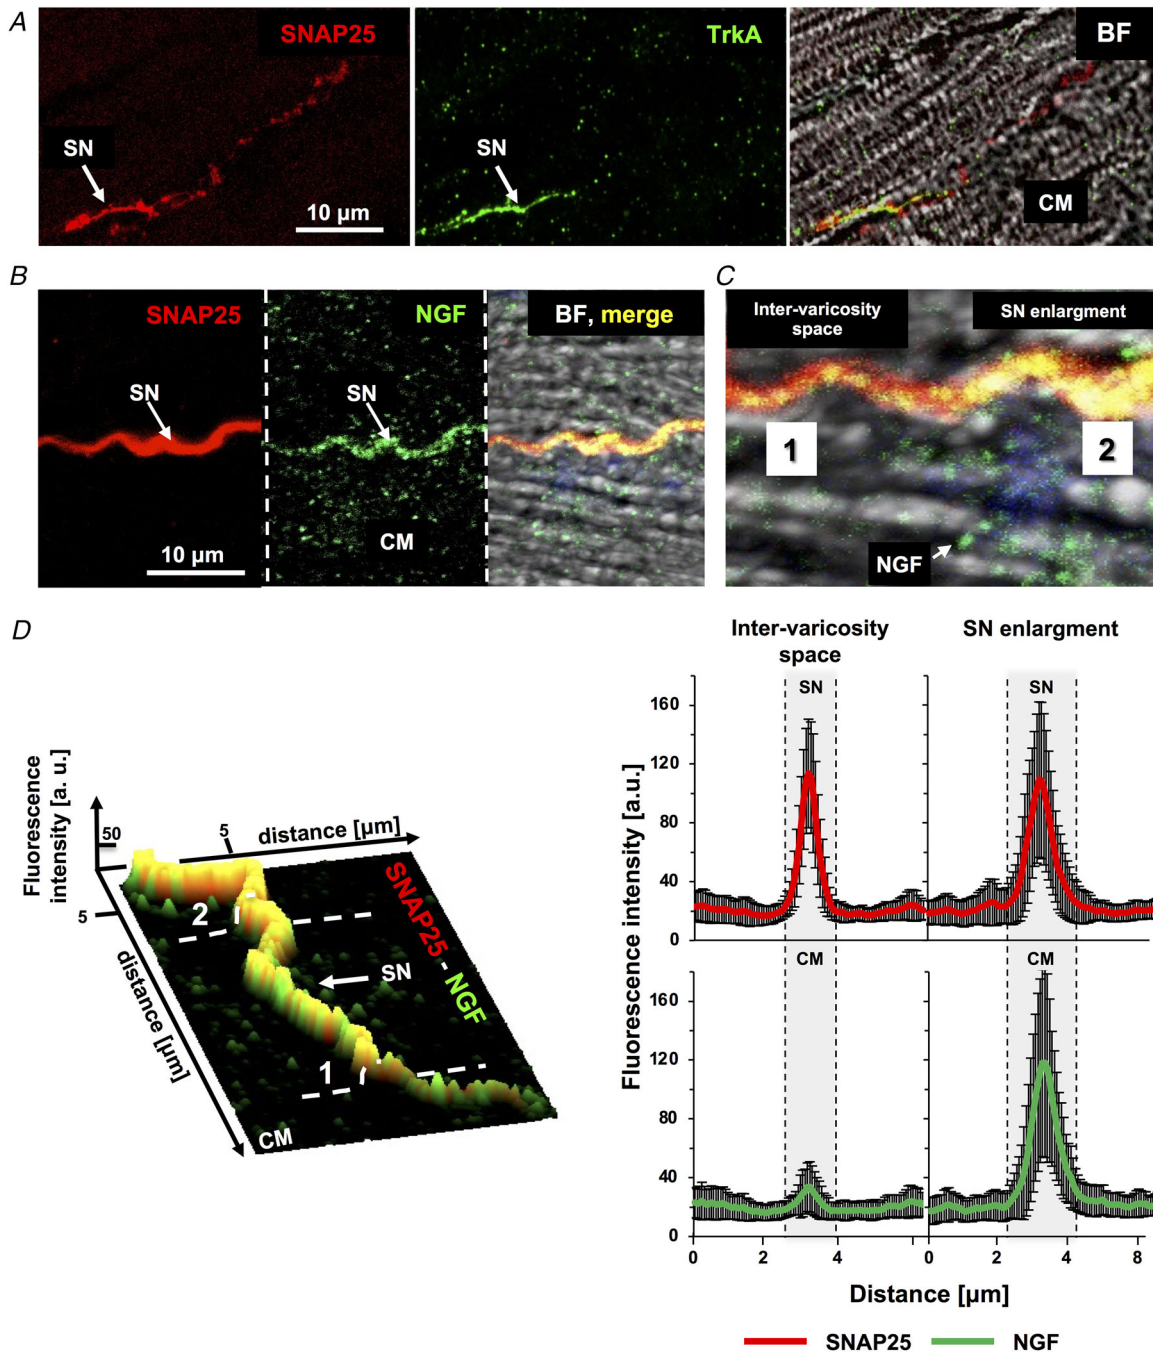 A
SNAP25
SN
10 µm
TrkA
SN
BF
CM
B
SNAP25
SN
10 µm
NGF
SN
CM
BF, merge
C
Inter-varicosity
space
SN enlargment
1
2
NGF
D
Fluorescence
intensity [a. u.]
50
5
distance [µm]
5
distance [µm]
2
SN
1
CM
SNAP25 - NGF
Inter-varicosity
space
SN enlargment
Fluorescence intensity [a.u.]
160
120
80
40
0
SN
SN
160
120
80
40
0
CM
CM
0 2 4 0 2 4 6 8
Distance [µm]
SNAP25 NGF